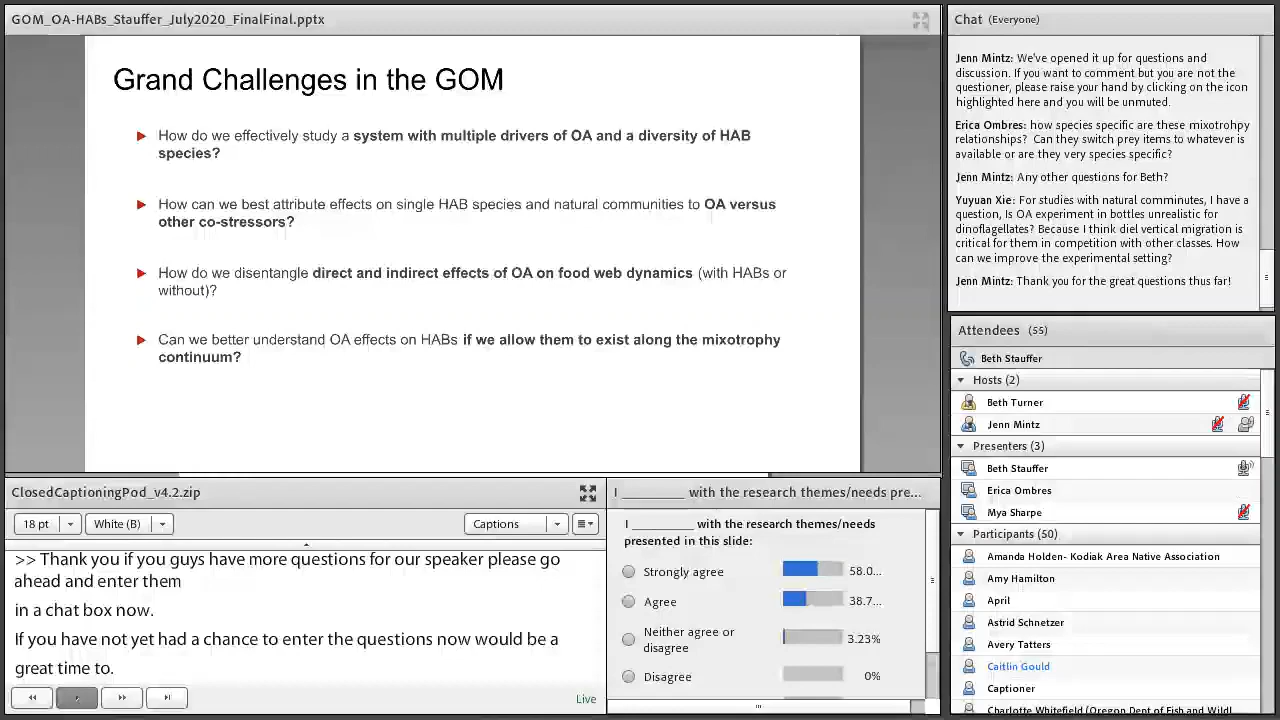 GOM_OA-HABs_Stauffer_July2020_FinalFinal.pptx
Grand Challenges in the GOM
How do we effectively study a system with multiple drivers of OA and a diversity of HAB
species?
How can we best attribute effects on single HAB species and natural communities to OA versus
other co-stressors?
How do we disentangle direct and indirect effects of OA on food web dynamics (with HABs or
without)?
Can we better understand OA effects on HABs if we allow them to exist along the mixotrophy
continuum?
ClosedCaptioningPod_v4.2.zip
18 pt
White (B)
Captions
>> Thank you if you guys have more questions for our speaker please go
ahead and enter them
in a chat box now.
If you have not yet had a chance to enter the questions now would be a
great time to.
Live
I _________ with the research themes/needs pre...
I _________ with the research themes/needs
presented in this slide:
Strongly agree 58.0...
Agree 38.7...
Neither agree or
disagree 3.23%
Disagree 0%
Chat (Everyone)
Jenn Mintz: We've opened it up for questions and
discussion. If you want to comment but you are not the
questioner, please raise your hand by clicking on the icon
highlighted here and you will be unmuted.
Erica Ombres: how species specific are these mixotrohpy
relationships? Can they switch prey items to whatever is
available or are they very species specific?
Jenn Mintz: Any other questions for Beth?
Yuyuan Xie: For studies with natural comminutes, I have a
question, Is OA experiment in bottles unrealistic for
dinoflagellates? Because I think diel vertical migration is
critical for them in competition with other classes. How
can we improve the experimental setting?
Jenn Mintz: Thank you for the great questions thus far!
Attendees (55)
Beth Stauffer
Hosts (2)
Beth Turner
Jenn Mintz
Presenters (3)
Beth Stauffer
Erica Ombres
Mya Sharpe
Participants (50)
Amanda Holden- Kodiak Area Native Association
Amy Hamilton
April
Astrid Schnetzer
Avery Tatters
Caitlin Gould
Captioner
Charlotte Whitefield (Oregon Dept of Fish and Wildl